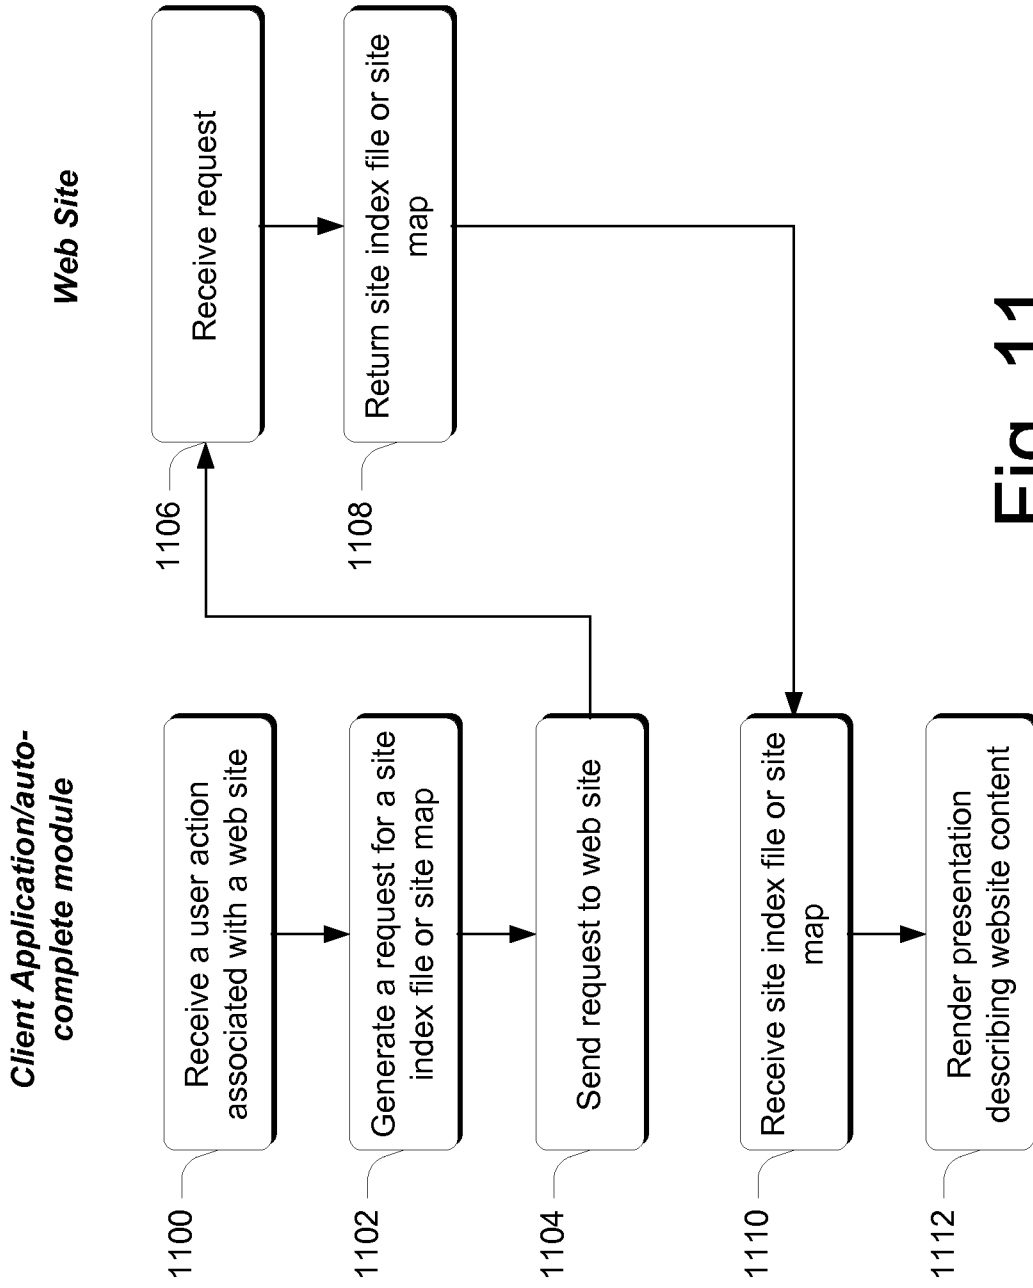 Client Application/auto-
complete module
Web Site
1100
Receive a user action
associated with a web site
1102
Generate a request for a site
index file or site map
1104
Send request to web site
1106
Receive request
1108
Return site index file or site
map
1110
Receive site index file or site
map
1112
Render presentation
describing website content
Fig. 11